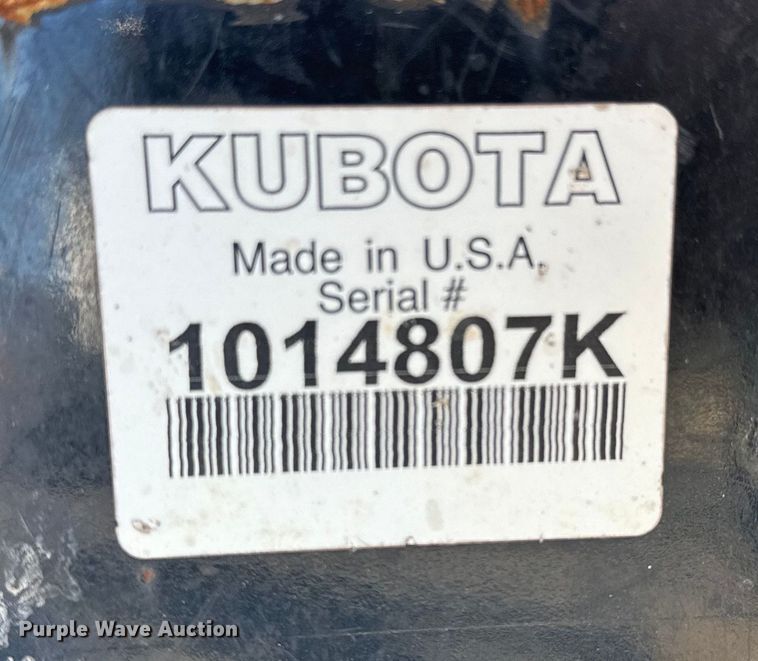 KUBOTA
Made in U.S.A.
Serial #
1014807K
Purple Wave Auction